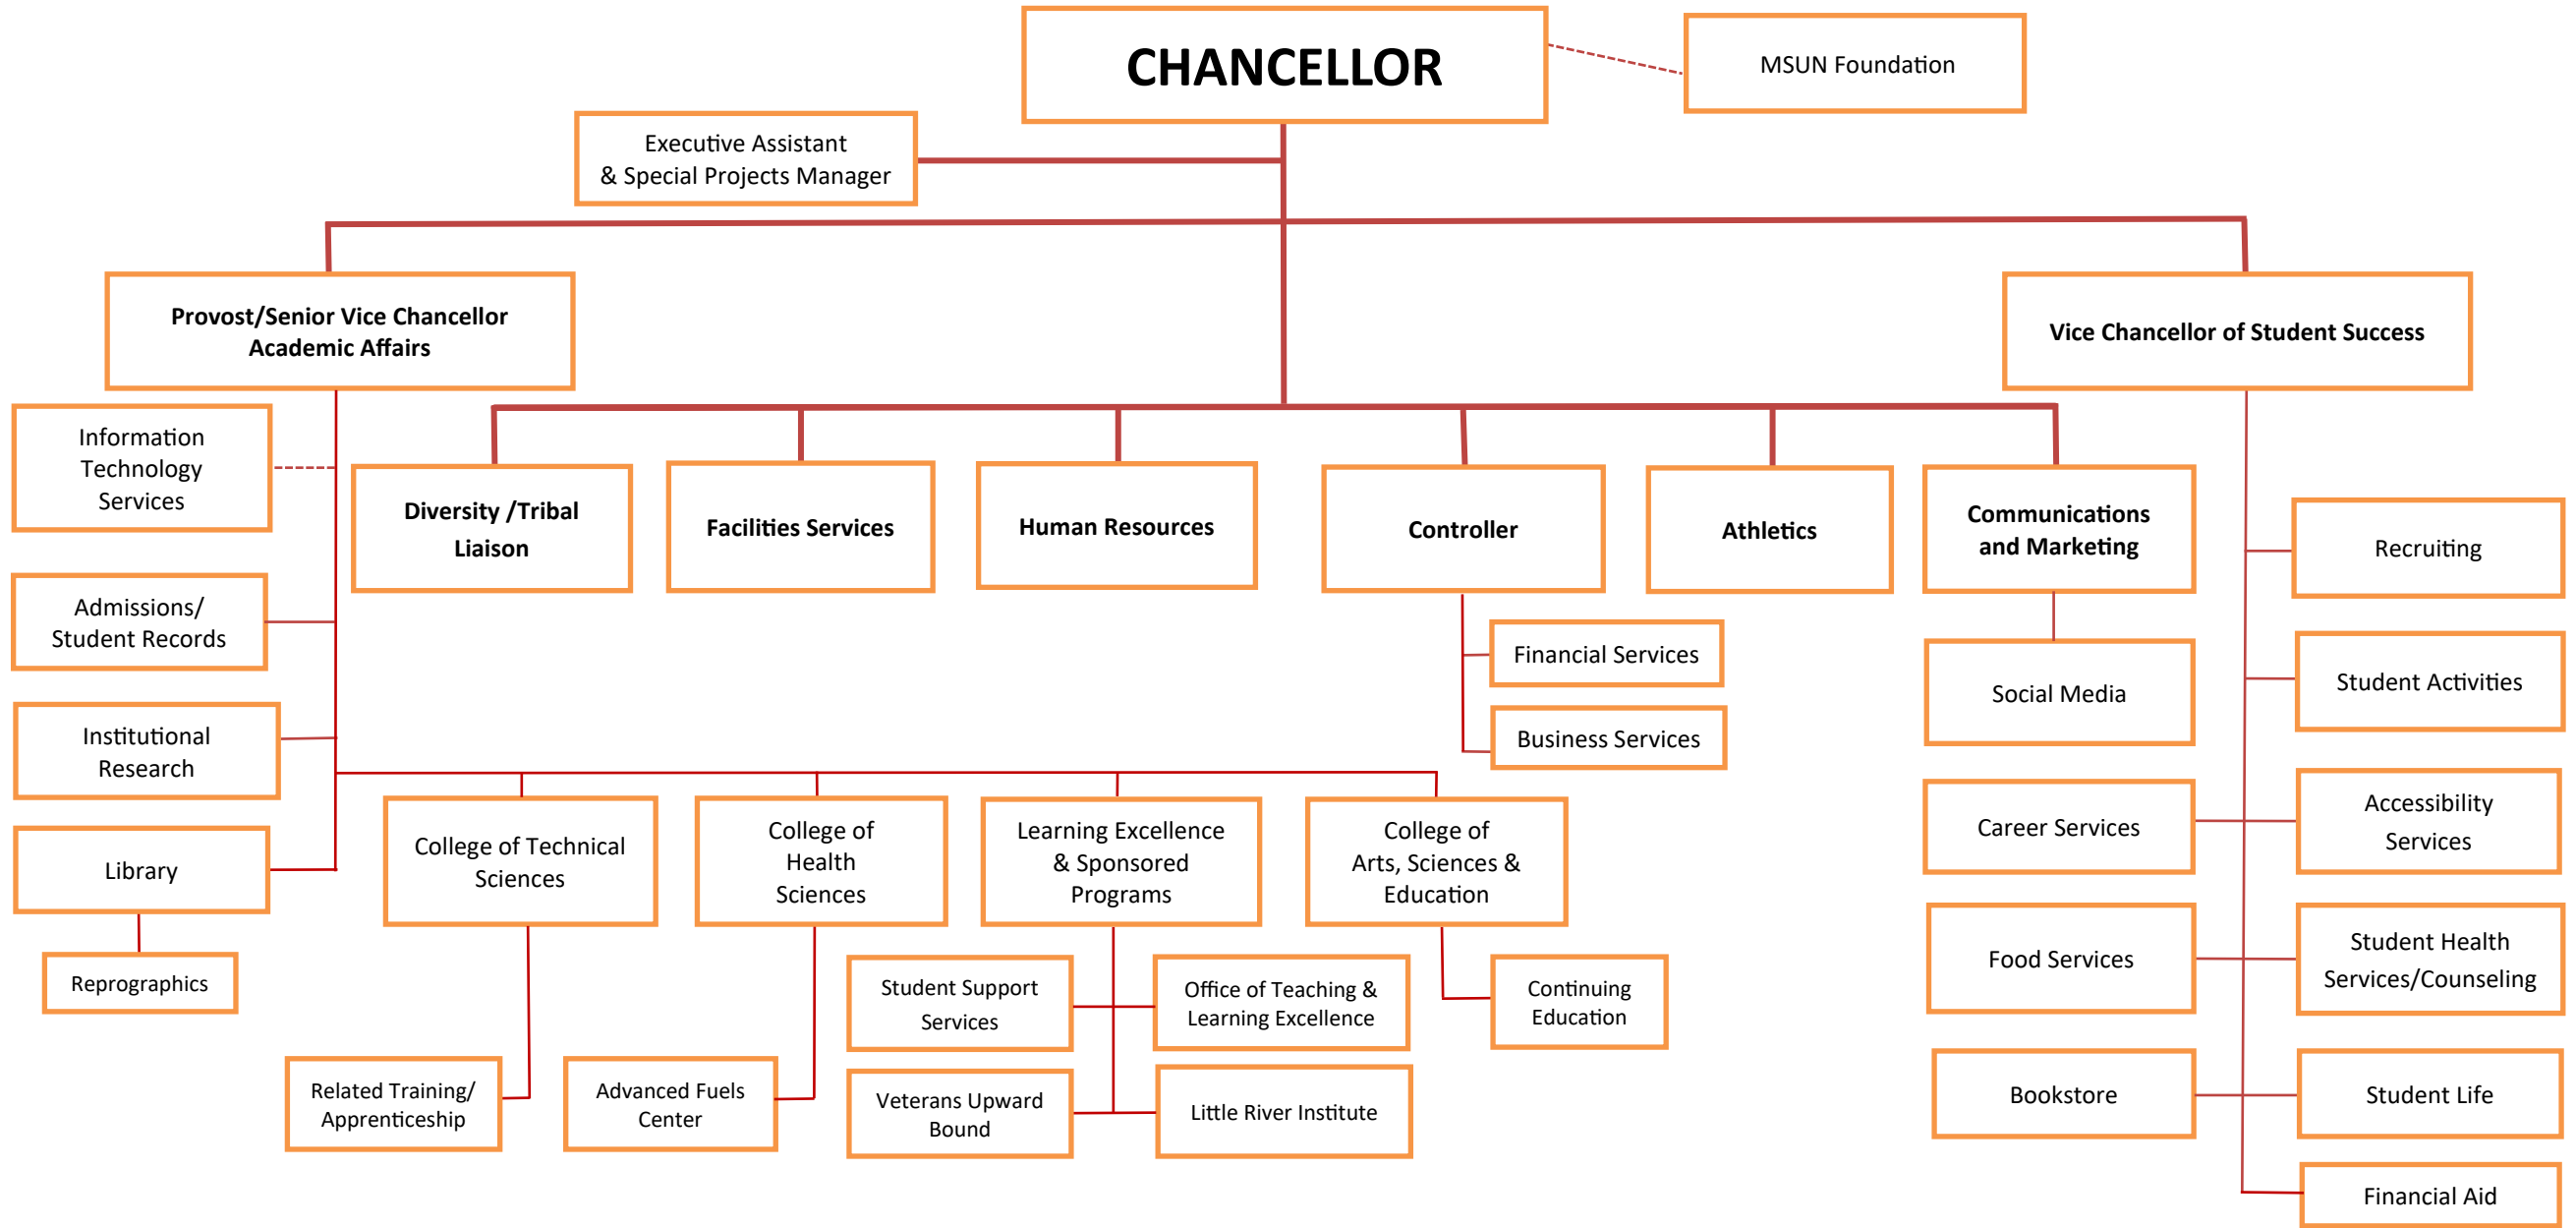 CHANCELLOR
MSUN Foundation
Executive Assistant
& Special Projects Manager
Provost/Senior Vice Chancellor
Academic Affairs
Vice Chancellor of Student Success
Information
Technology
Services
Diversity /Tribal
Liaison
Facilities Services
Human Resources
Controller
Athletics
Communications
and Marketing
Recruiting
Admissions/
Student Records
Financial Services
Social Media
Student Activities
Institutional
Research
Business Services
College of Technical
Sciences
College of
Health
Sciences
Learning Excellence
& Sponsored
Programs
College of
Arts, Sciences &
Education
Career Services
Accessibility
Services
Library
Reprographics
Student Support
Services
Office of Teaching &
Learning Excellence
Continuing
Education
Food Services
Student Health
Services/Counseling
Related Training/
Apprenticeship
Advanced Fuels
Center
Veterans Upward
Bound
Little River Institute
Bookstore
Student Life
Financial Aid